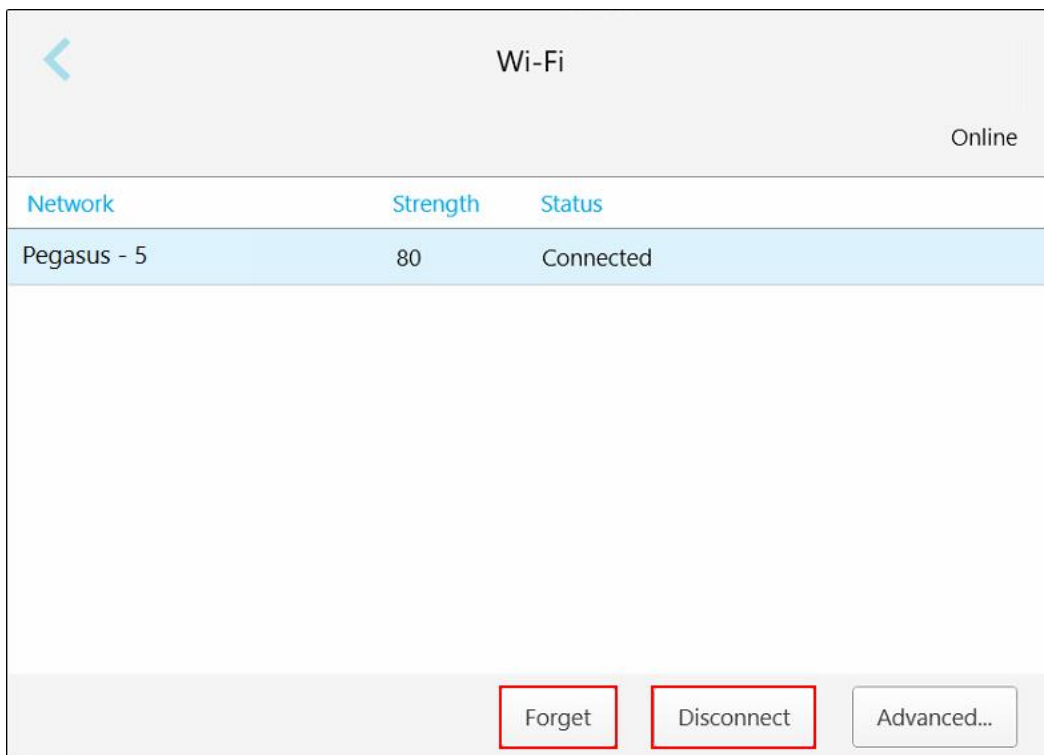 Wi-Fi
Online
Network Strength Status
Pegasus - 5 80 Connected
Forget Disconnect Advanced...